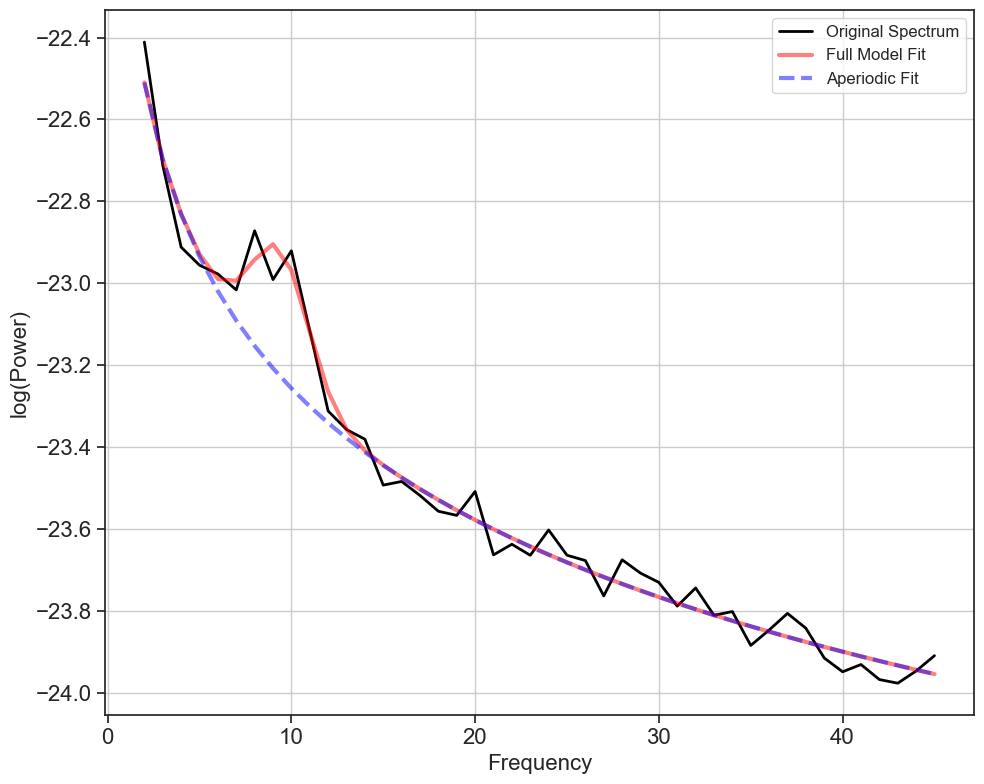 Original Spectrum
Full Model Fit
Aperiodic Fit
−22.4
−22.6
−22.8
−23.0
−23.2
−23.4
−23.6
−23.8
−24.0
log(Power)
0 10 20 30 40
Frequency